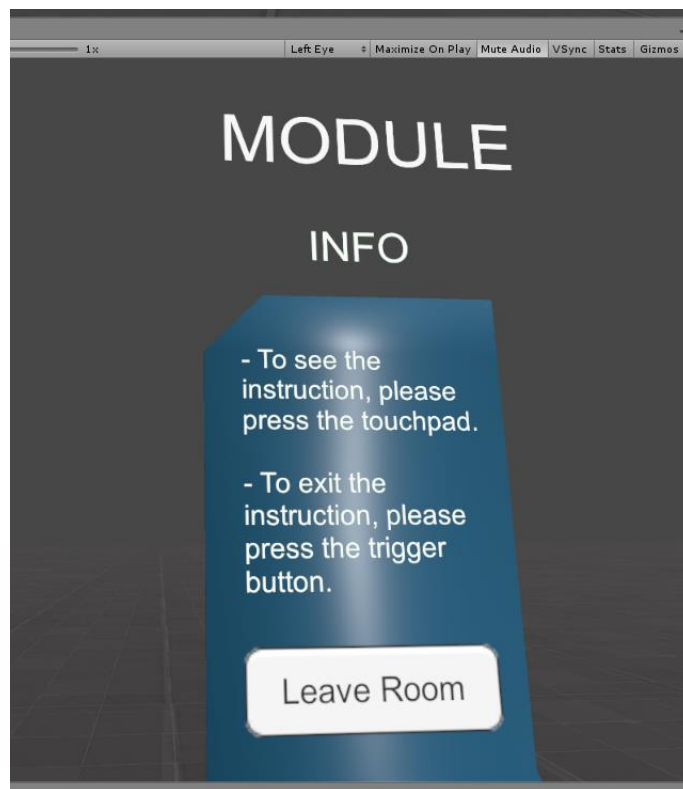 1x Left Eye Maximize On Play Mute Audio VSync Stats Gizmos
MODULE
INFO
- To see the
instruction, please
press the touchpad.
- To exit the
instruction, please
press the trigger
button.
Leave Room